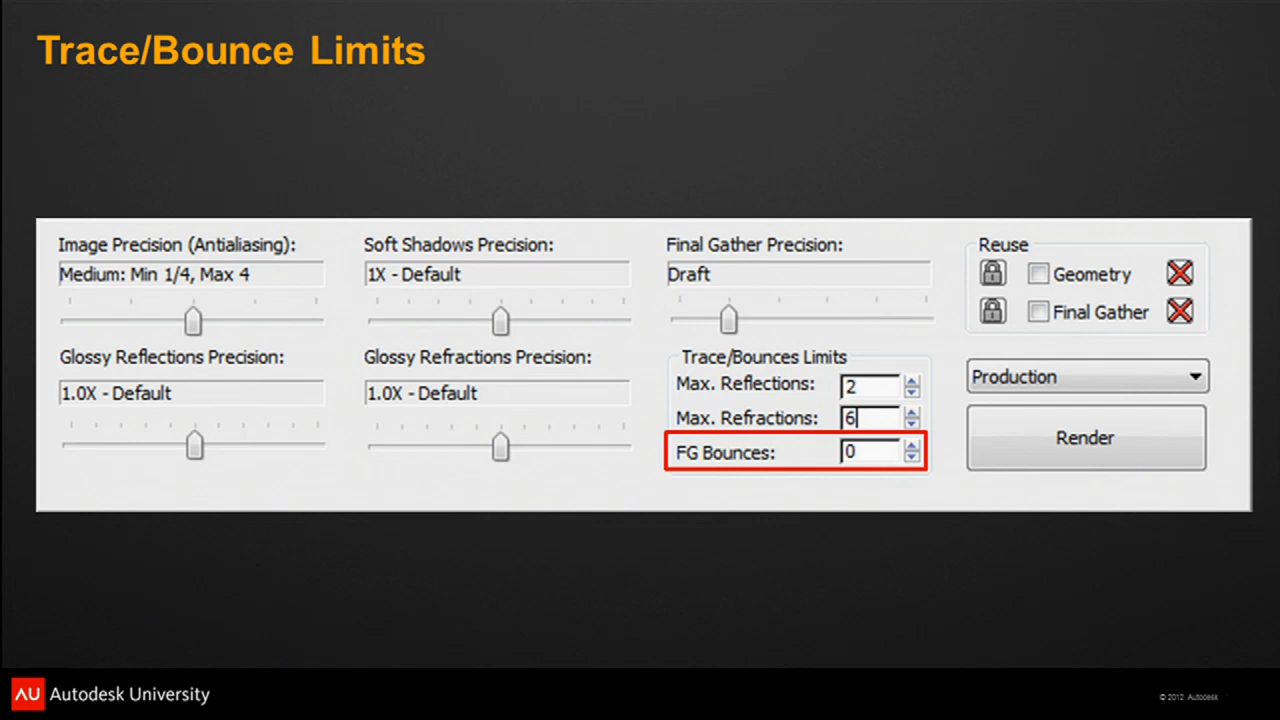 Trace/Bounce Limits
Image Precision (Antialiasing):
Medium: Min 1/4, Max 4
Soft Shadows Precision:
1X - Default
Final Gather Precision:
Draft
Reuse
Geometry
Final Gather
Glossy Reflections Precision:
1.0X - Default
Glossy Refractions Precision:
1.0X - Default
Trace/Bounces Limits
Max. Reflections: 2
Max. Refractions: 6
FG Bounces: 0
Production
Render
AU Autodesk University
© 2012 Autodesk